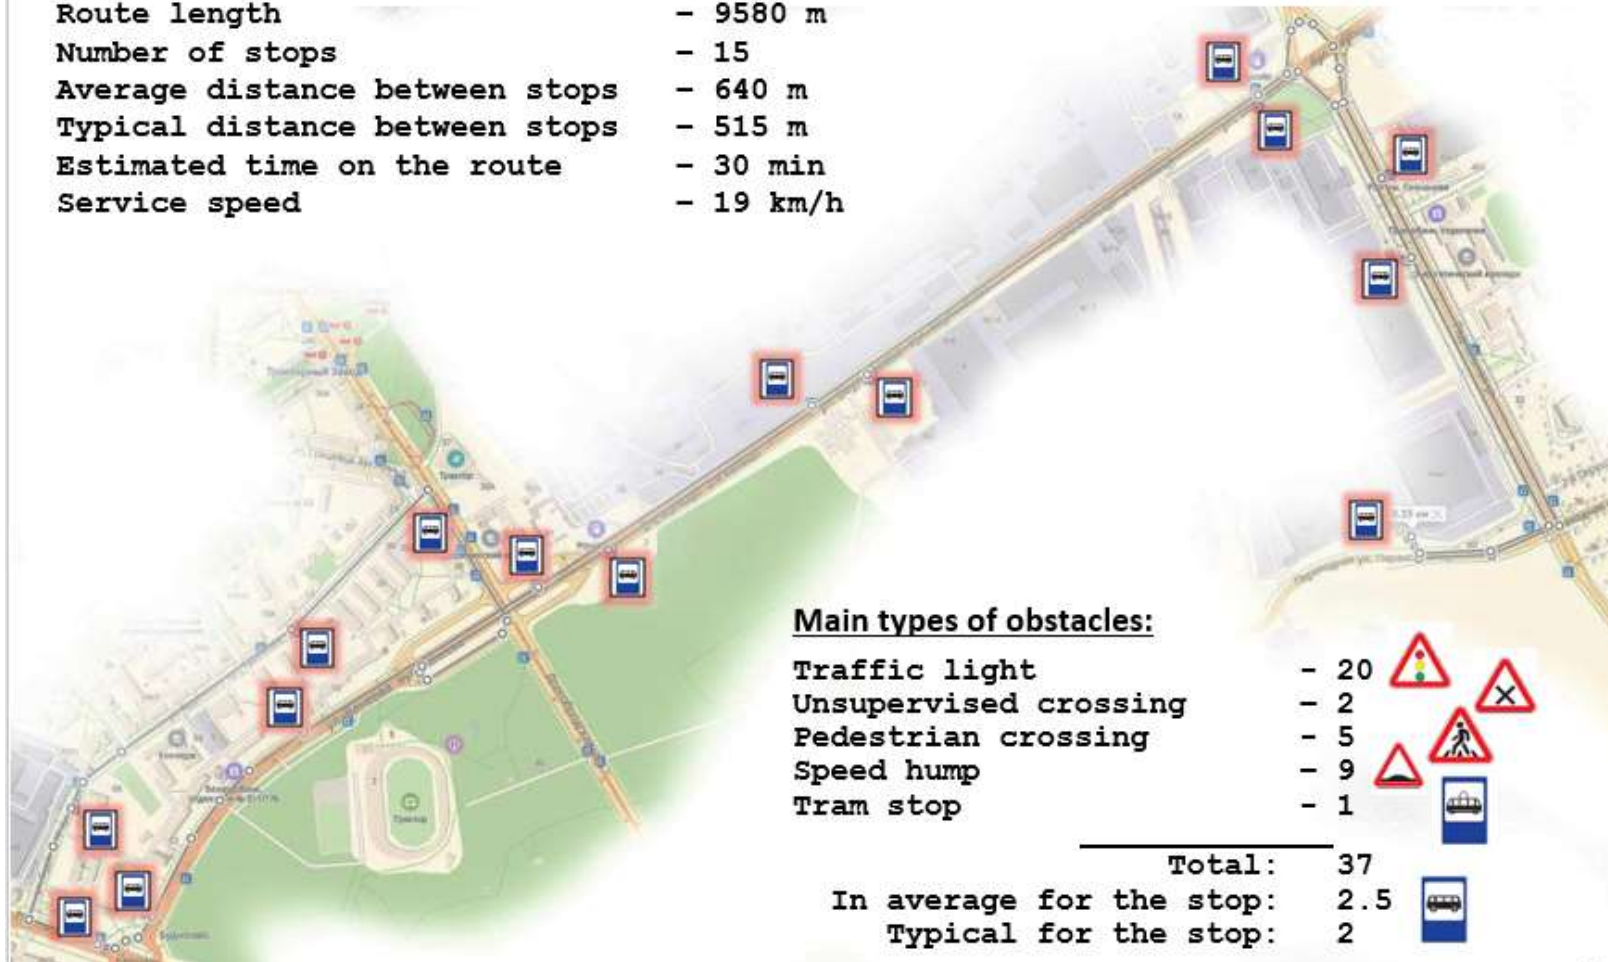 Route length – 9580 m
Number of stops – 15
Average distance between stops – 640 m
Typical distance between stops – 515 m
Estimated time on the route – 30 min
Service speed – 19 km/h
Трактор
Трактор
Main types of obstacles:
Traffic light – 20
Unsupervised crossing – 2
Pedestrian crossing – 5
Speed hump – 9
Tram stop – 1
Total: 37
In average for the stop: 2.5
Typical for the stop: 2